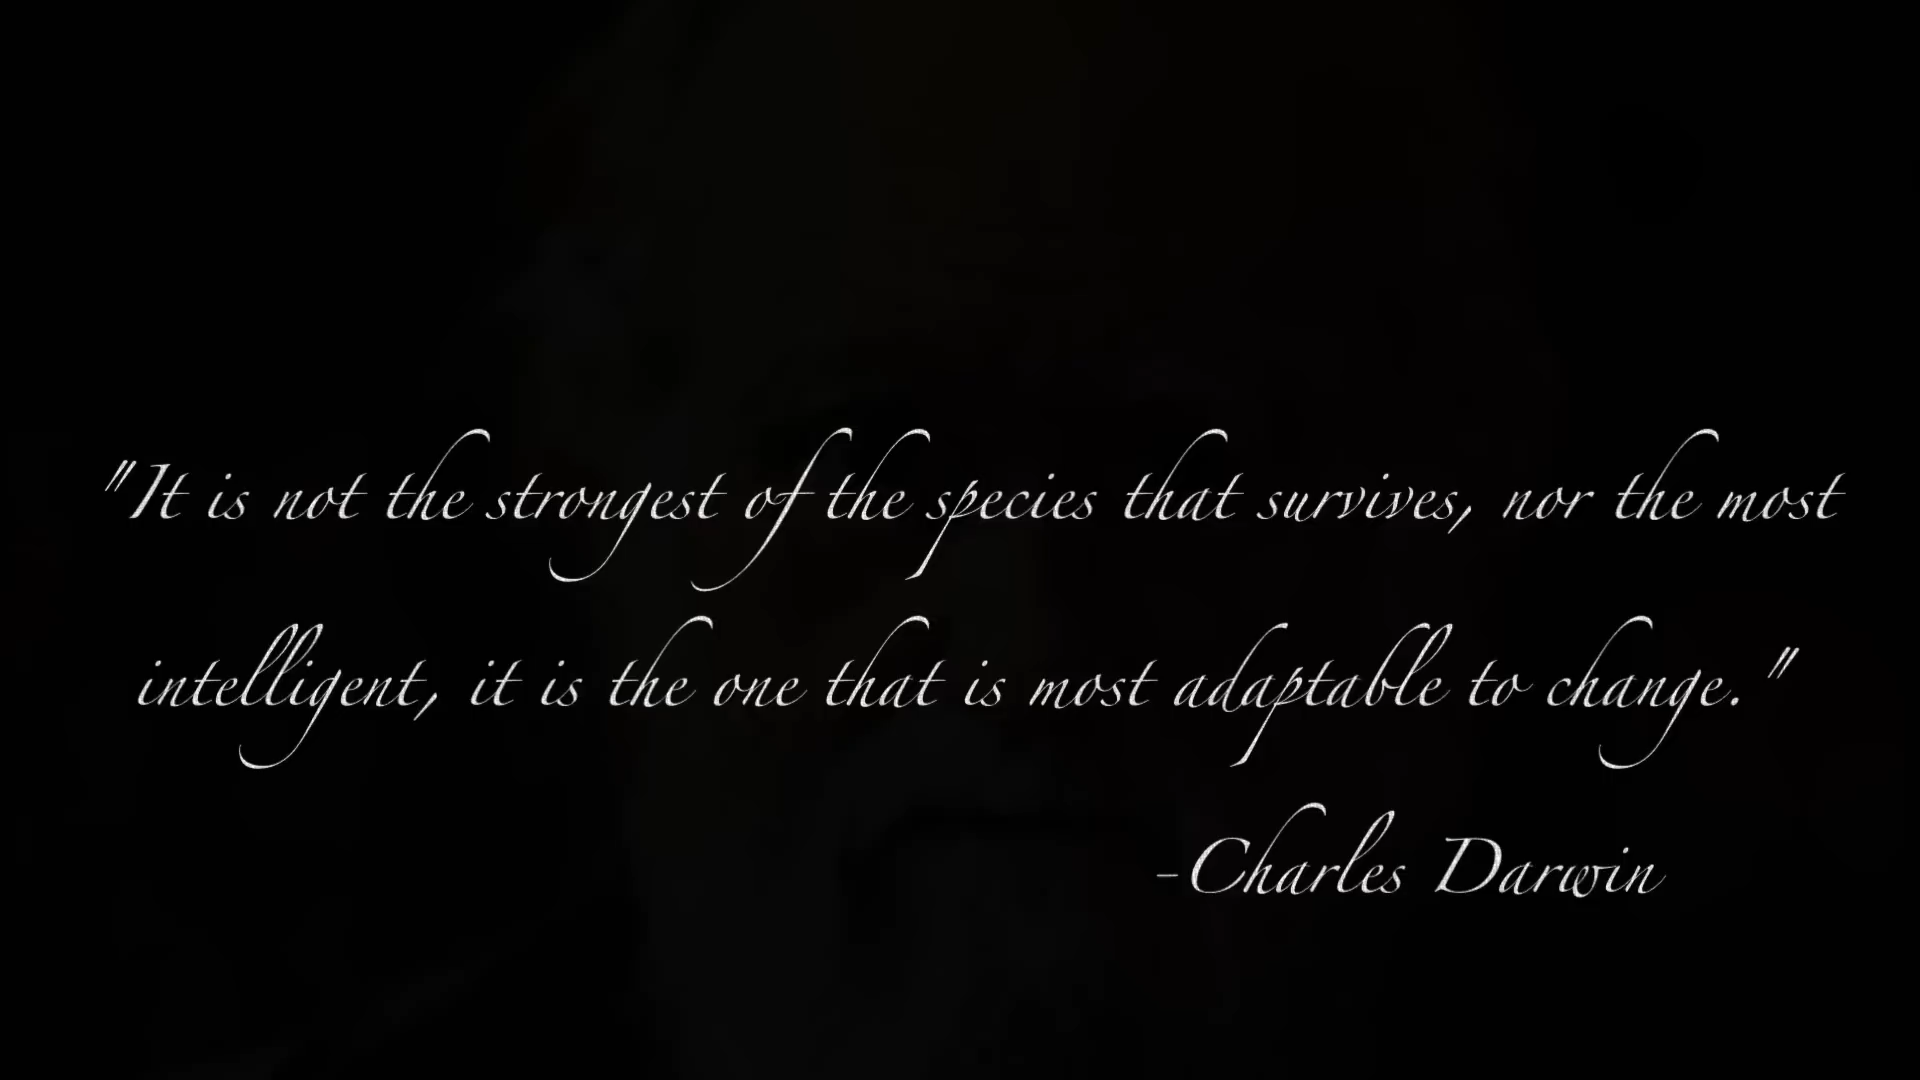 "It is not the strongest of the species that survives, nor the most
intelligent, it is the one that is most adaptable to change."
-Charles Darwin